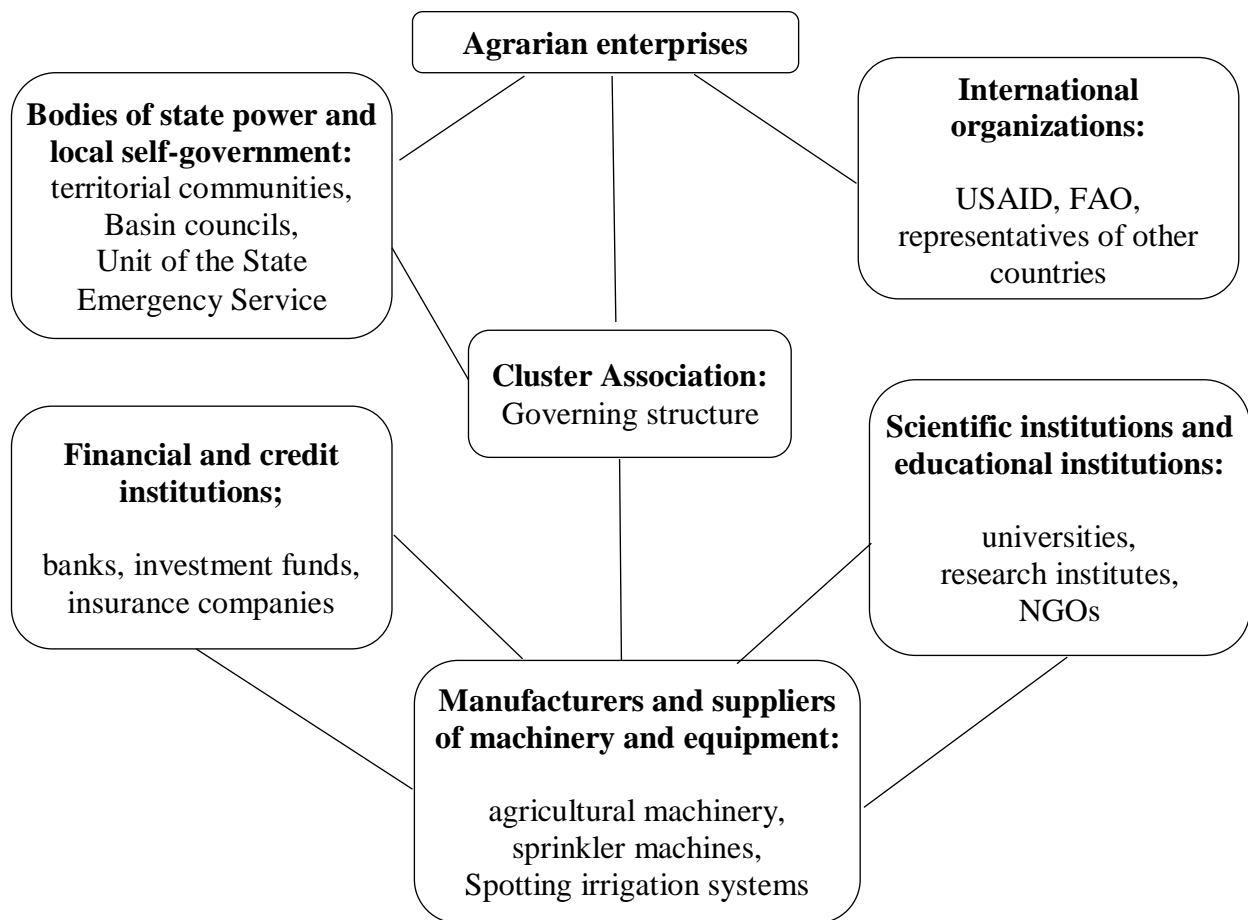 Agrarian enterprises
Bodies of state power and
local self-government:
territorial communities,
Basin councils,
Unit of the State
Emergency Service
International
organizations:
USAID, FAO,
representatives of other
countries
Cluster Association:
Governing structure
Financial and credit
institutions;
banks, investment funds,
insurance companies
Scientific institutions and
educational institutions:
universities,
research institutes,
NGOs
Manufacturers and suppliers
of machinery and equipment:
agricultural machinery,
sprinkler machines,
Spotting irrigation systems